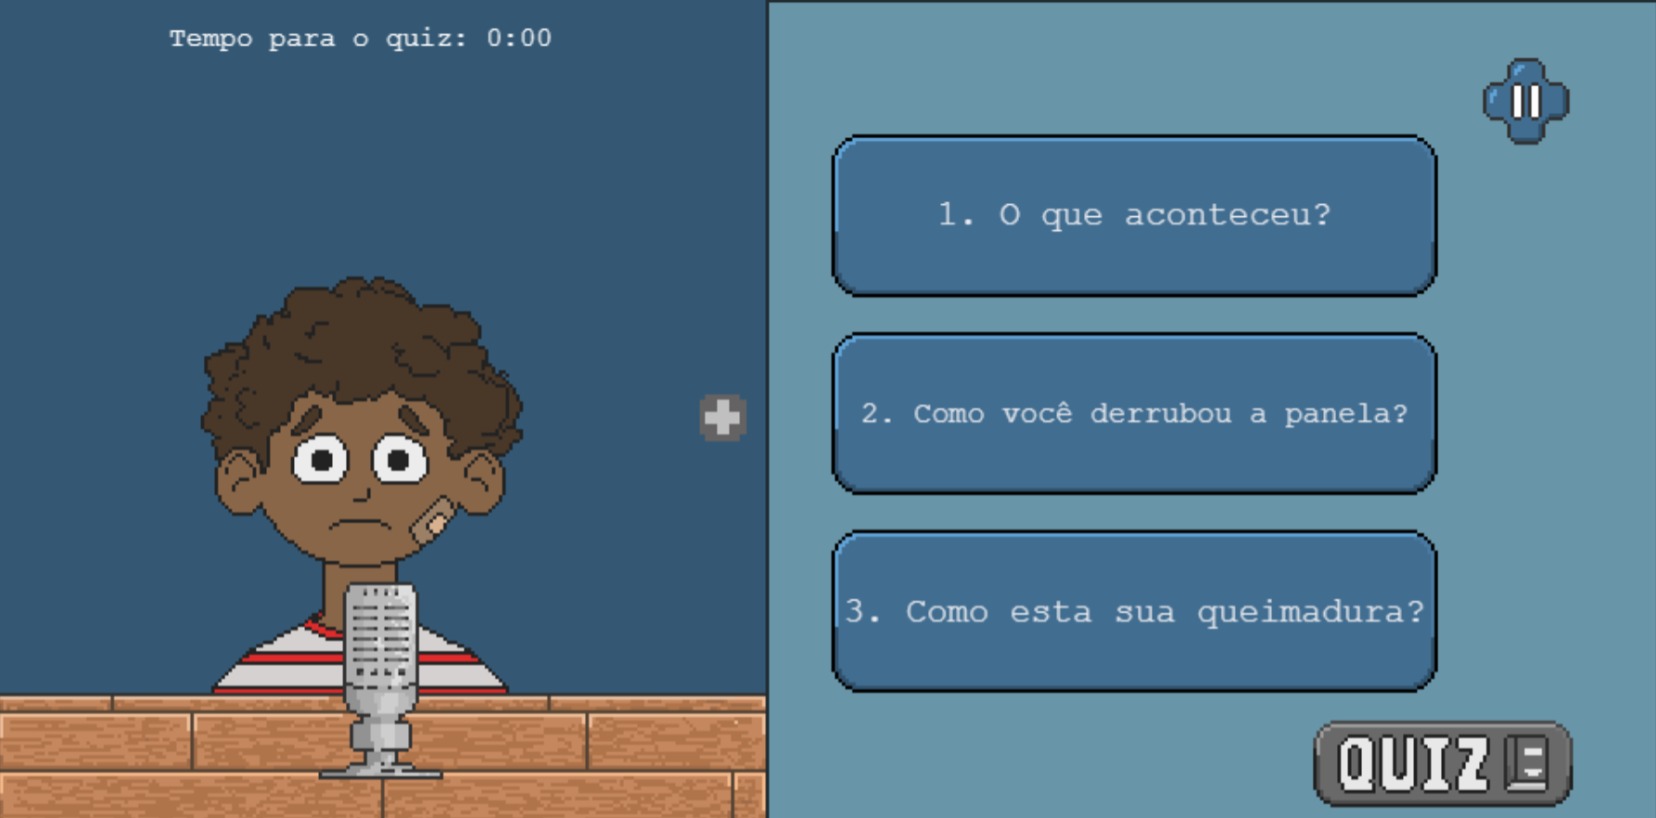 Tempo para o quiz: 0:00
1. O que aconteceu?
2. Como você derrubou a panela?
3. Como esta sua queimadura?
QUIZ